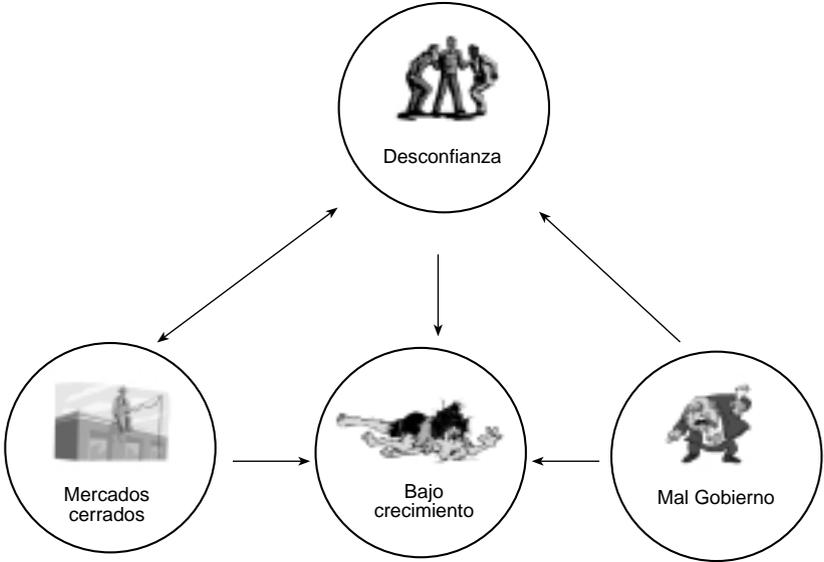 Desconfianza
Mercados
cerrados
Bajo
crecimiento
Mal Gobierno